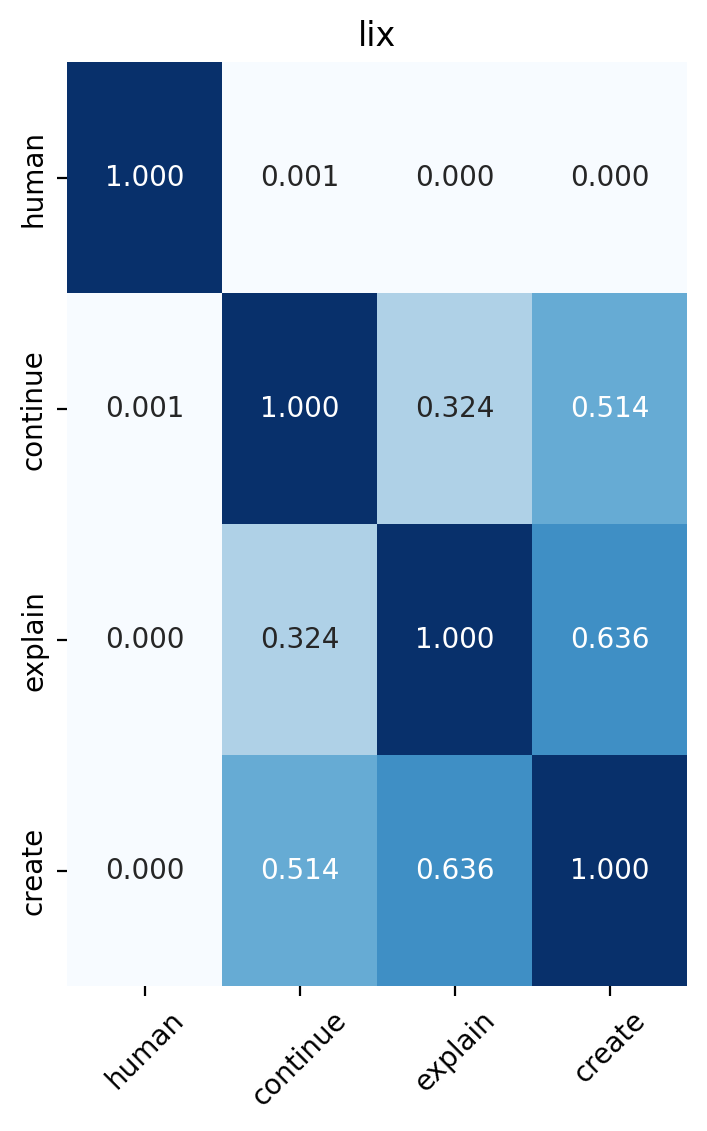 lix
human 1.000 0.001 0.000 0.000
continue 0.001 1.000 0.324 0.514
explain 0.000 0.324 1.000 0.636
create 0.000 0.514 0.636 1.000
human continue explain create